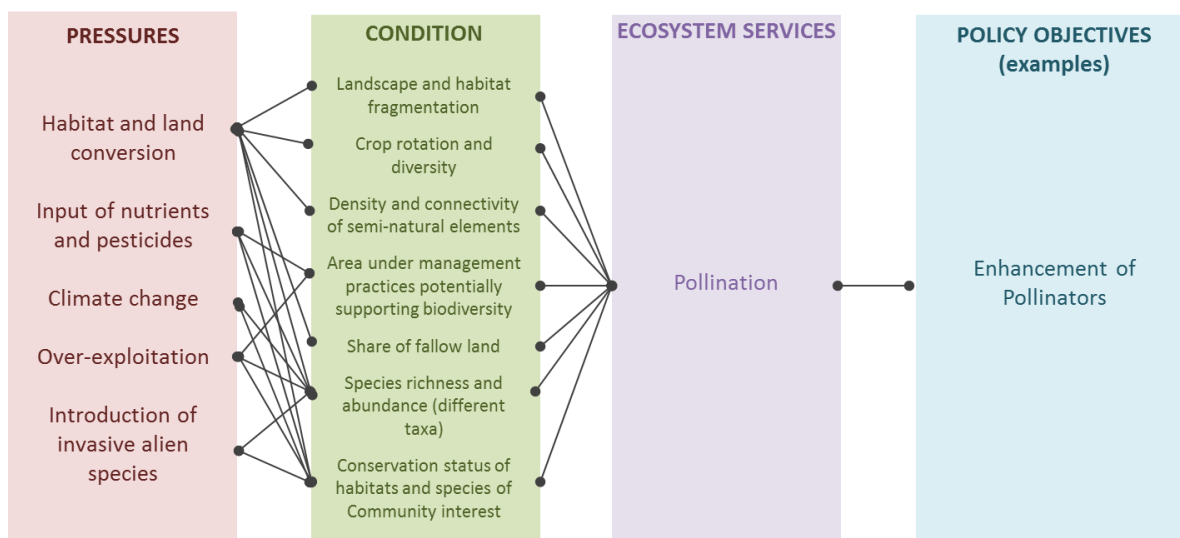 PRESSURES
Habitat and land
conversion
Input of nutrients
and pesticides
Climate change
Over-exploitation
Introduction of
invasive alien
species
CONDITION
Landscape and habitat
fragmentation
Crop rotation and
diversity
Density and connectivity
of semi-natural elements
Area under management
practices potentially
supporting biodiversity
Share of fallow land
Species richness and
abundance (different
taxa)
Conservation status of
habitats and species of
Community interest
ECOSYSTEM SERVICES
Pollination
POLICY OBJECTIVES
(examples)
Enhancement of
Pollinators